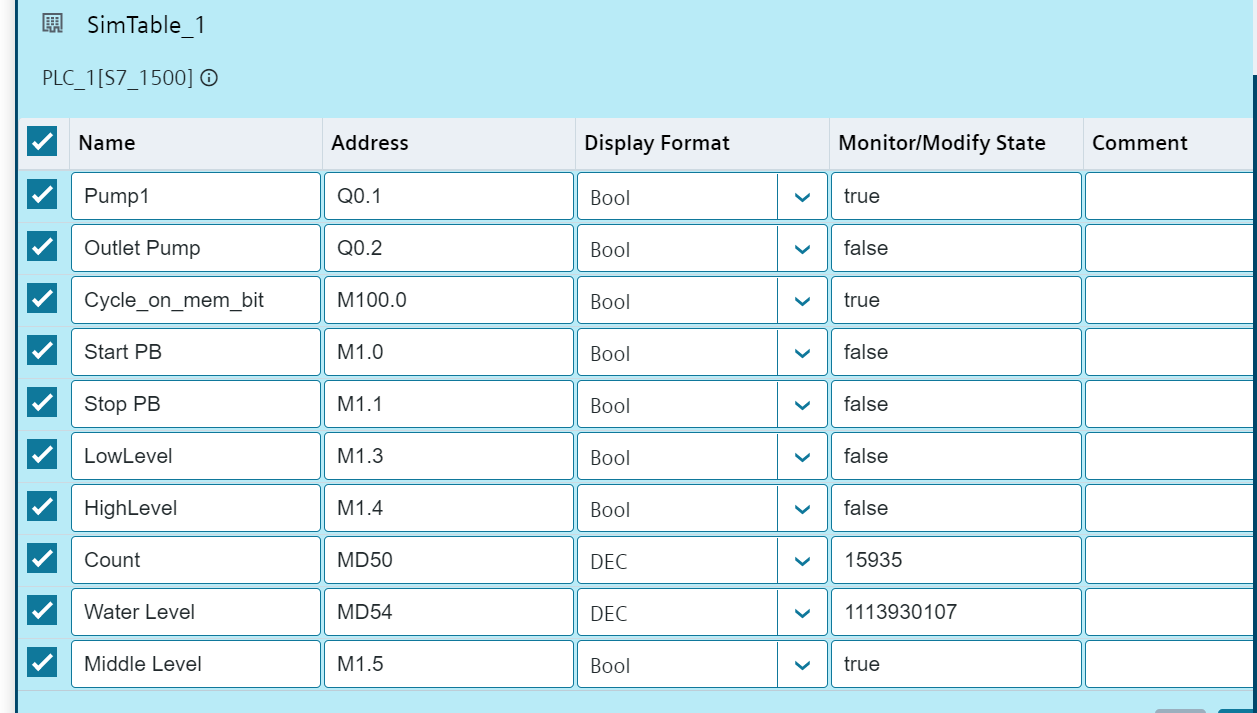 SimTable_1
PLC_1[S7_1500]
Name Address Display Format Monitor/Modify State Comment
Pump1 Q0.1 Bool true
Outlet Pump Q0.2 Bool false
Cycle_on_mem_bit M100.0 Bool true
Start PB M1.0 Bool false
Stop PB M1.1 Bool false
LowLevel M1.3 Bool false
HighLevel M1.4 Bool false
Count MD50 DEC 15935
Water Level MD54 DEC 1113930107
Middle Level M1.5 Bool true